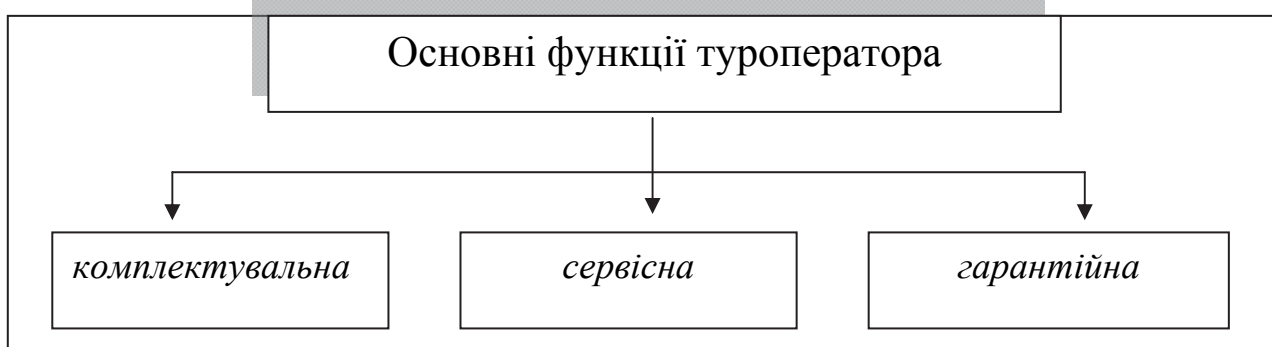 Основні функції туроператора
комплектувальна
сервісна
гарантійна